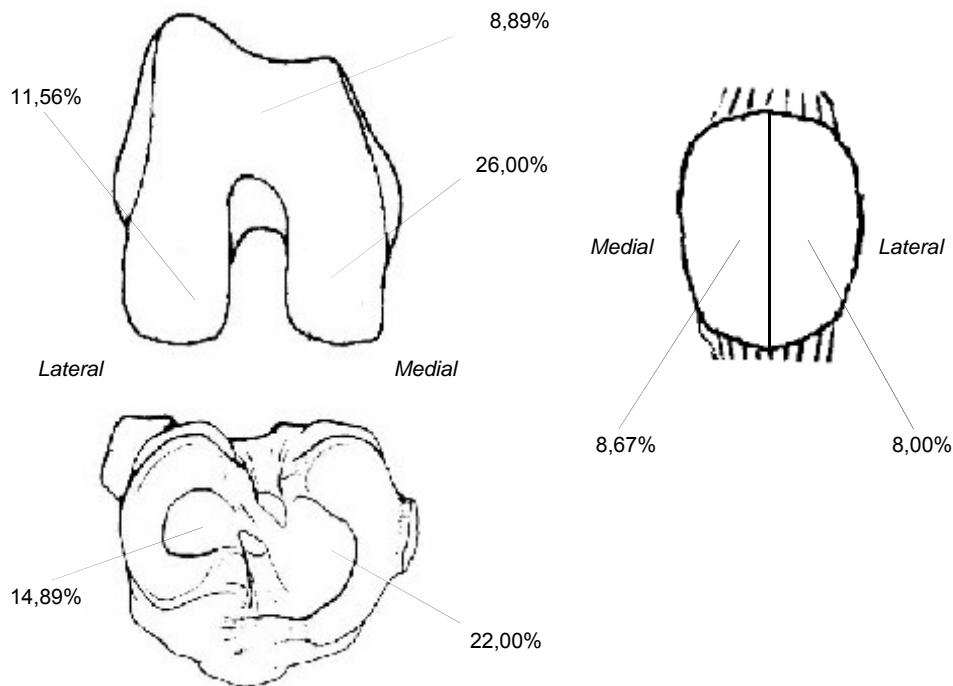 8,89%
11,56%
26,00%
Medial
Lateral
Lateral
Medial
8,67%
8,00%
14,89%
22,00%